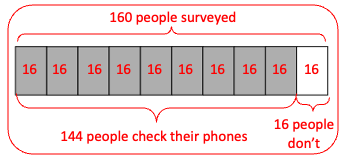 160 people surveyed
16 16 16 16 16 16 16 16 16 16
144 people check their phones
16 people
don't